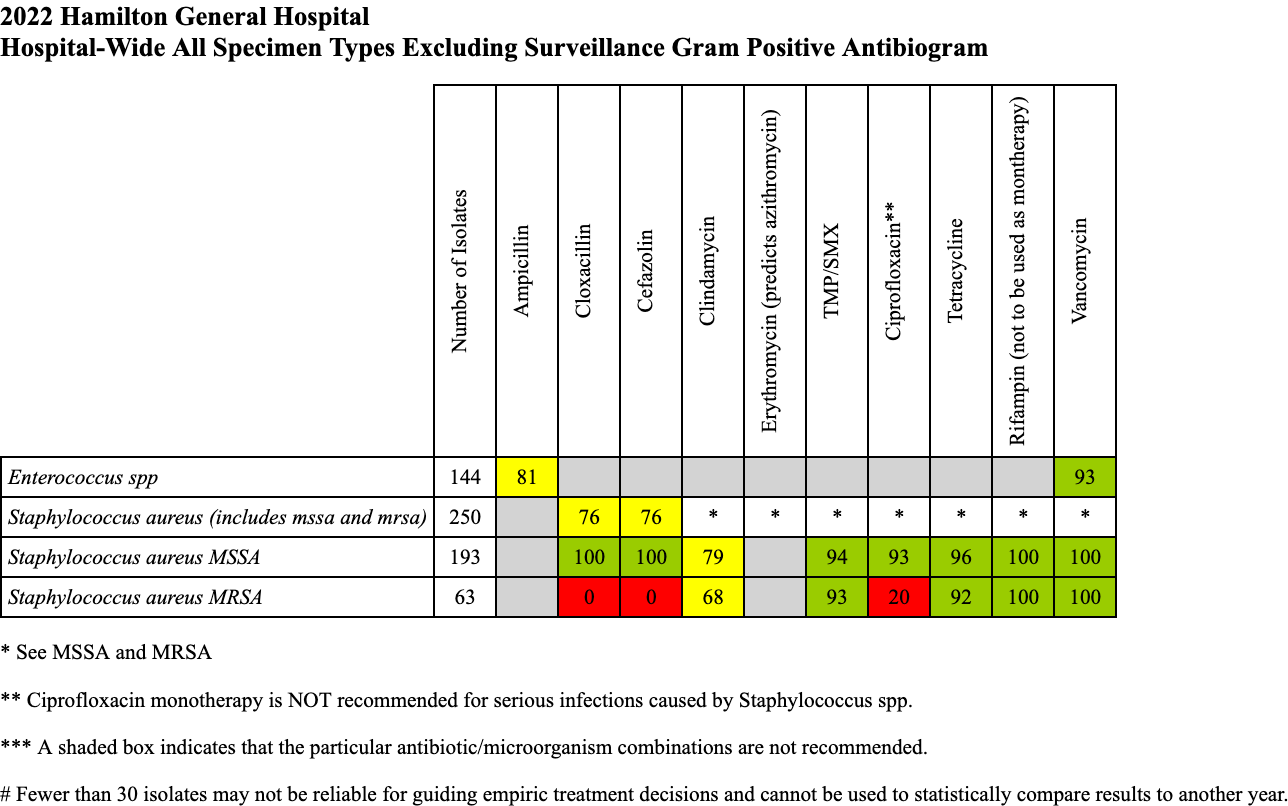 2022 Hamilton General Hospital
Hospital-Wide All Specimen Types Excluding Surveillance Gram Positive Antibiogram
Number of Isolates
Ampicillin
Cloxacillin
Cefazolin
Clindamycin
Erythromycin (predicts azithromycin)
TMP/SMX
Ciprofloxacin**
Tetracycline
Rifampin (not to be used as montherapy)
Vancomycin
Enterococcus spp 144 81 93
Staphylococcus aureus (includes mssa and mrsa) 250 76 76 * * * * * * *
Staphylococcus aureus MSSA 193 100 100 79 94 93 96 100 100
Staphylococcus aureus MRSA 63 0 0 68 93 20 92 100 100
* See MSSA and MRSA
** Ciprofloxacin monotherapy is NOT recommended for serious infections caused by Staphylococcus spp.
*** A shaded box indicates that the particular antibiotic/microorganism combinations are not recommended.
# Fewer than 30 isolates may not be reliable for guiding empiric treatment decisions and cannot be used to statistically compare results to another year.